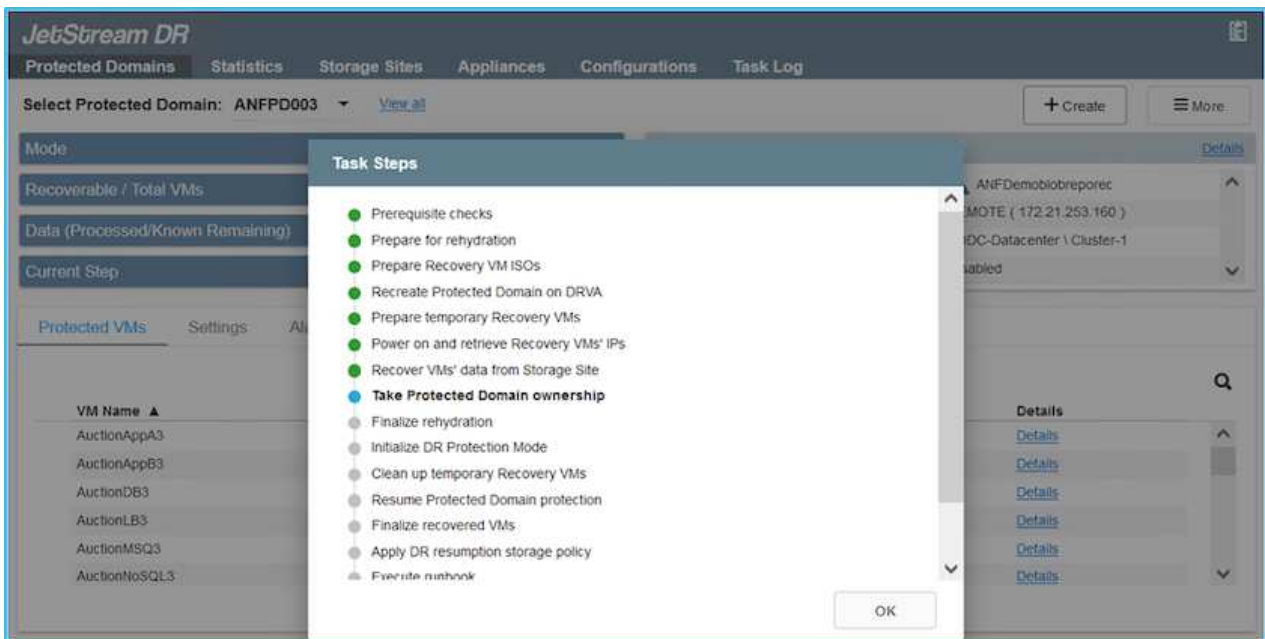 JetStream DR
Protected Domains Statistics Storage Sites Appliances Configurations Task Log
Select Protected Domain: ANFPD003 View all + Create More
Mode Details
Recoverable / Total VMs
Data (Processed/Known Remaining)
Current Step
ANFDemoblobreporec
MOTE ( 172.21.253.160 )
DC-Datacenter \ Cluster-1
abled
Task Steps
Prerequisite checks
Prepare for rehydration
Prepare Recovery VM ISOs
Recreate Protected Domain on DRVA
Prepare temporary Recovery VMs
Power on and retrieve Recovery VMs' IPs
Recover VMs' data from Storage Site
Take Protected Domain ownership
Finalize rehydration
Initialize DR Protection Mode
Clean up temporary Recovery VMs
Resume Protected Domain protection
Finalize recovered VMs
Apply DR resumption storage policy
Execute runbook
OK
Protected VMs Settings Al
VM Name ▲ Details
AuctionAppA3 Details
AuctionAppB3 Details
AuctionDB3 Details
AuctionLB3 Details
AuctionMSQ3 Details
AuctionNoSQL3 Details